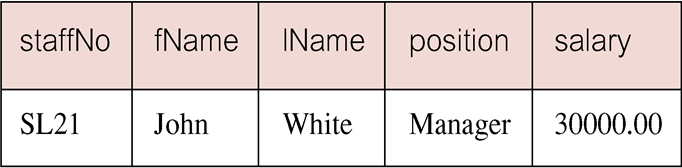 staffNo fName lName position salary
SL21 John White Manager 30000.00